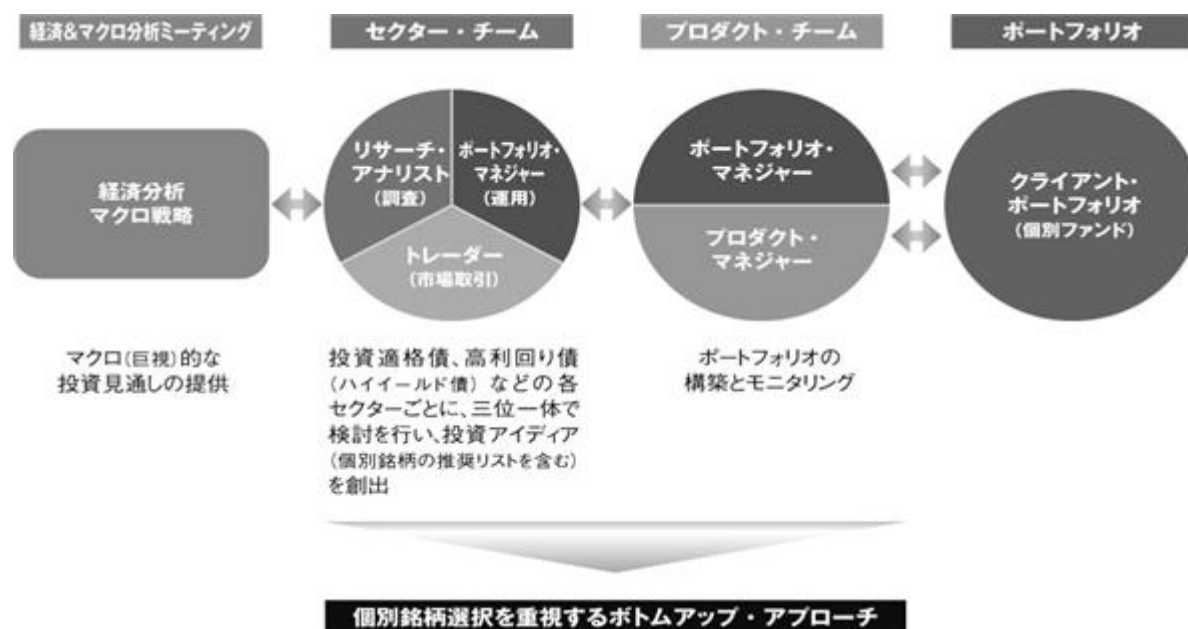 経済&マクロ分析ミーティング
セクター・チーム
プロダクト・チーム
ポートフォリオ
経済分析
マクロ戦略
リサーチ・
アナリスト
(調査)
ポートフォリオ・
マネジャー
(運用)
トレーダー
(市場取引)
ポートフォリオ・
マネジャー
プロダクト・
マネジャー
クライアント・
ポートフォリオ
(個別ファンド)
マクロ(巨視)的な
投資見通しの提供
投資適格債、高利回り債
(ハイイールド債)などの各
セクターごとに、三位一体で
検討を行い、投資アイディア
(個別銘柄の推奨リストを含む)
を創出
ポートフォリオの
構築とモニタリング
個別銘柄選択を重視するボトムアップ・アプローチ